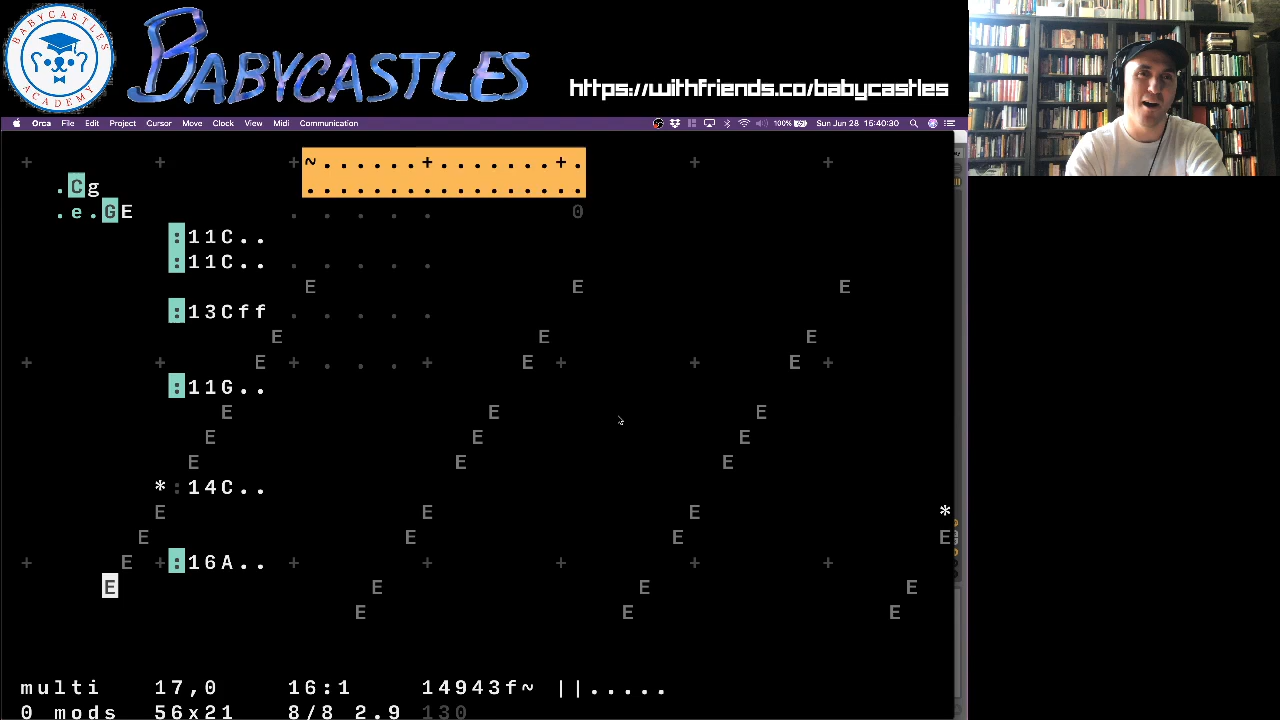 BABYCASTLES
ACADEMY
BABYCASTLES
https://withfriends.co/babycastles
Orca File Edit Project Cursor Move Clock View Midi Communication 100% Sun Jun 28 16:40:30
+ + + ~......+.......+. + +
.Cg .................
.e.GE ..... 0
:11C..
:11C.. .....
E E E
:13Cff .....
E E E
+ + E +...+ E + + E +
:11G..
E E E
E E E
E E E
* :14C..
E E E *
E E E E
+ E +:16A.. + + + + +
E E E E
E E E
multi 17,0 16:1 14943f~ ||.....
0 mods 56x21 8/8 2.9 130